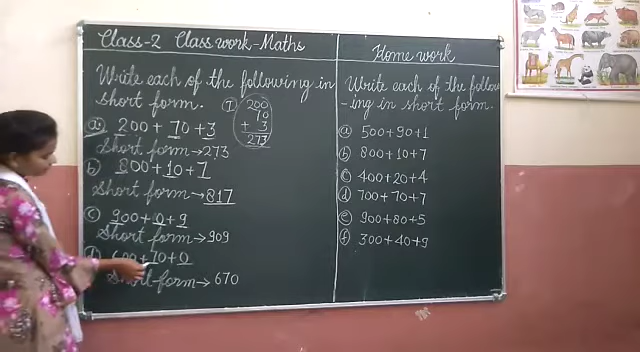 Class-2 Class work-Maths
Write each of the following in
short form.
① 200
70
+ 3
273
ⓐ 200+70+3
Short form→273
ⓑ 800+10+7
Short form→817
ⓒ 900+0+9
Short form→909
ⓓ 600+70+0
Short-form→670
Home work
Write each of the follow
-ing in short form.
ⓐ 500+90+1
ⓑ 800+10+7
ⓒ 400+20+4
ⓓ 700+70+7
ⓔ 900+80+5
ⓕ 300+40+9